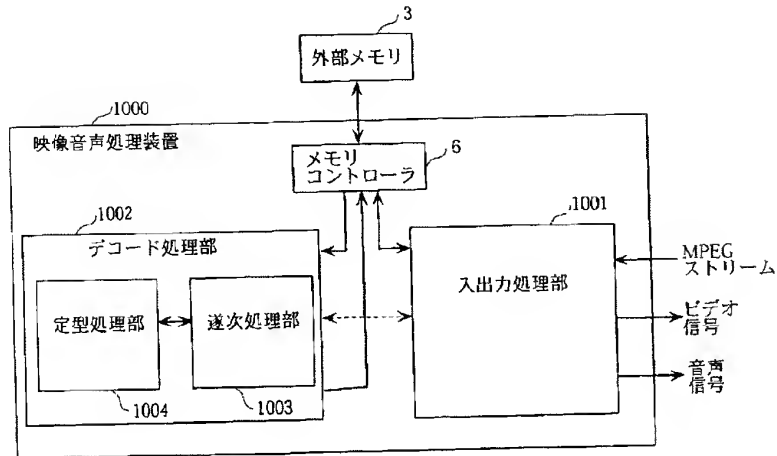 3
外部メモリ
1000
映像音声処理装置
メモリ
コントローラ
6
1002
デコード処理部
1001
入出力処理部
MPEG
ストリーム
ビデオ
信号
音声
信号
定型処理部
逐次処理部
1004
1003